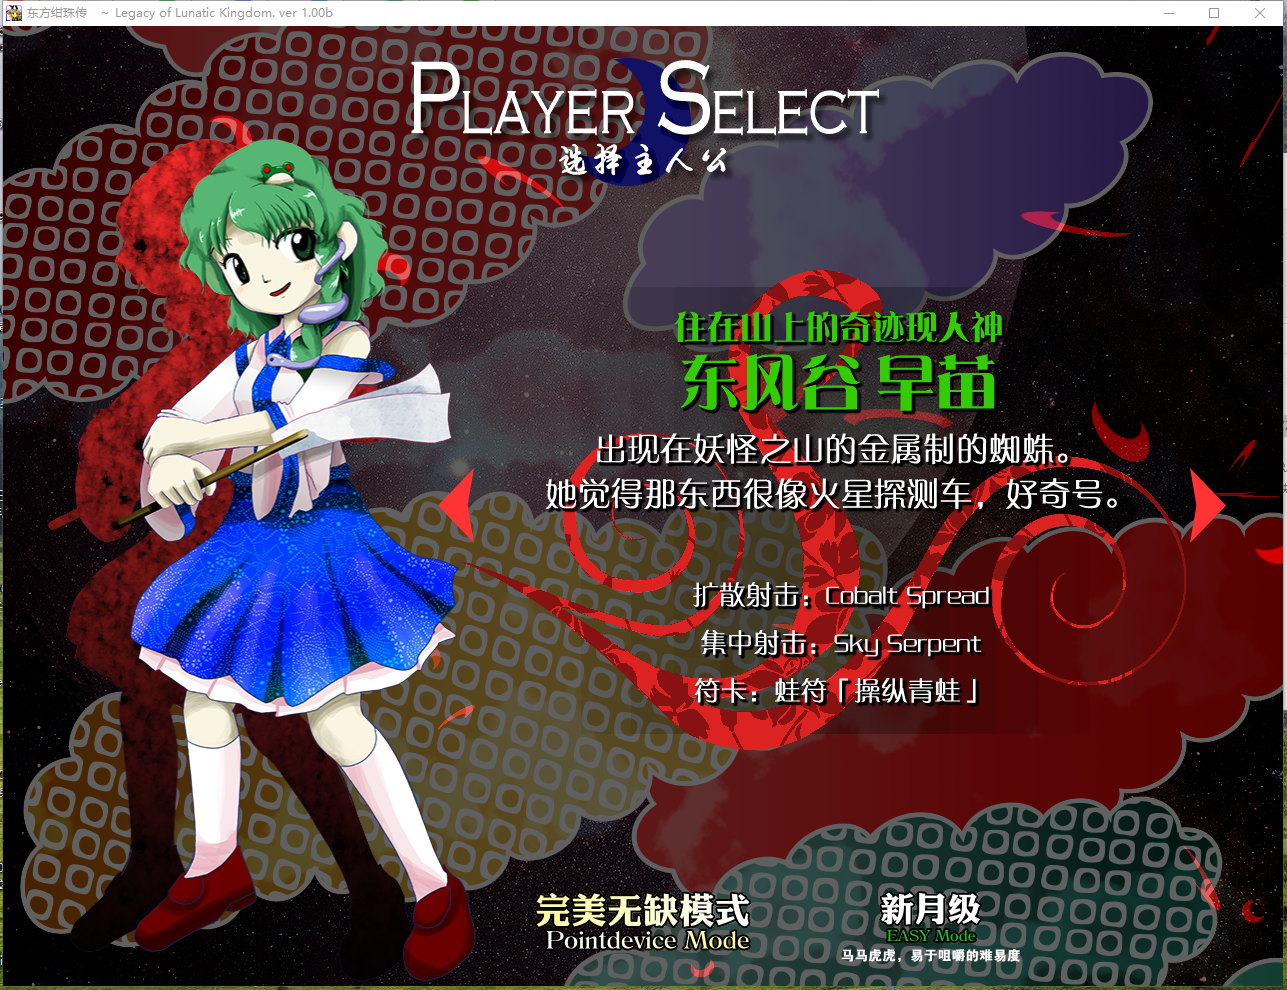 东方绀珠传 ~ Legacy of Lunatic Kingdom. ver 1.00b
PLAYER SELECT
选择主人公
住在山上的奇迹现人神
东风谷 早苗
出现在妖怪之山的金属制的蜘蛛。
她觉得那东西很像火星探测车，好奇号。
扩散射击：Cobalt Spread
集中射击：Sky Serpent
符卡：蛙符「操纵青蛙」
完美无缺模式
Pointdevice Mode
新月级
EASY Mode
马马虎虎，易于咀嚼的难易度